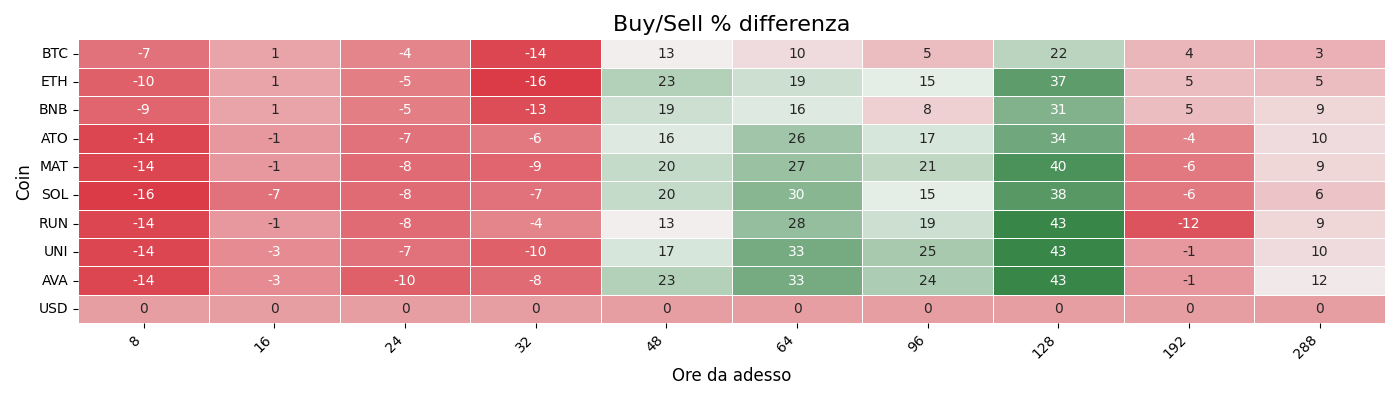 Buy/Sell % differenza
Coin
BTC -7 1 -4 -14 13 10 5 22 4 3
ETH -10 1 -5 -16 23 19 15 37 5 5
BNB -9 1 -5 -13 19 16 8 31 5 9
ATO -14 -1 -7 -6 16 26 17 34 -4 10
MAT -14 -1 -8 -9 20 27 21 40 -6 9
SOL -16 -7 -8 -7 20 30 15 38 -6 6
RUN -14 -1 -8 -4 13 28 19 43 -12 9
UNI -14 -3 -7 -10 17 33 25 43 -1 10
AVA -14 -3 -10 -8 23 33 24 43 -1 12
USD 0 0 0 0 0 0 0 0 0 0
8 16 24 32 48 64 96 128 192 288
Ore da adesso